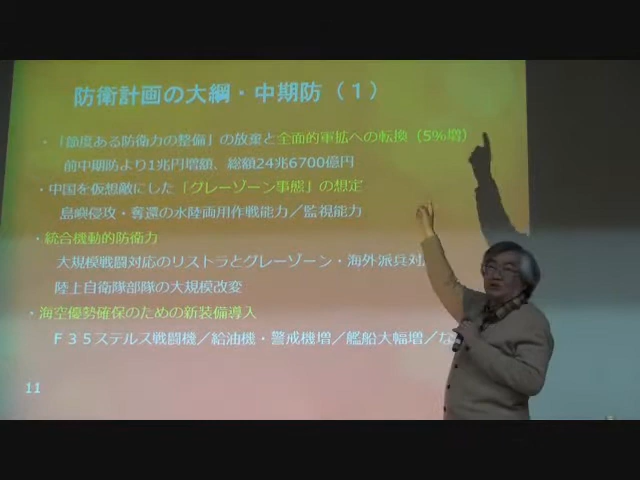 防衛計画の大綱・中期防（１）
・「節度ある防衛力の整備」の放棄と全面的軍拡への転換（5%増）
前中期防より1兆円増額、総額24兆6700億円
・中国を仮想敵にした「グレーゾーン事態」の想定
島嶼侵攻・奪還の水陸両用作戦能力／監視能力
・統合機動的防衛力
大規模戦闘対応のリストラとグレーゾーン・海外派兵対
陸上自衛隊部隊の大規模改変
・海空優勢確保のための新装備導入
Ｆ３５ステルス戦闘機／給油機・警戒機増／艦船大幅増／な
11